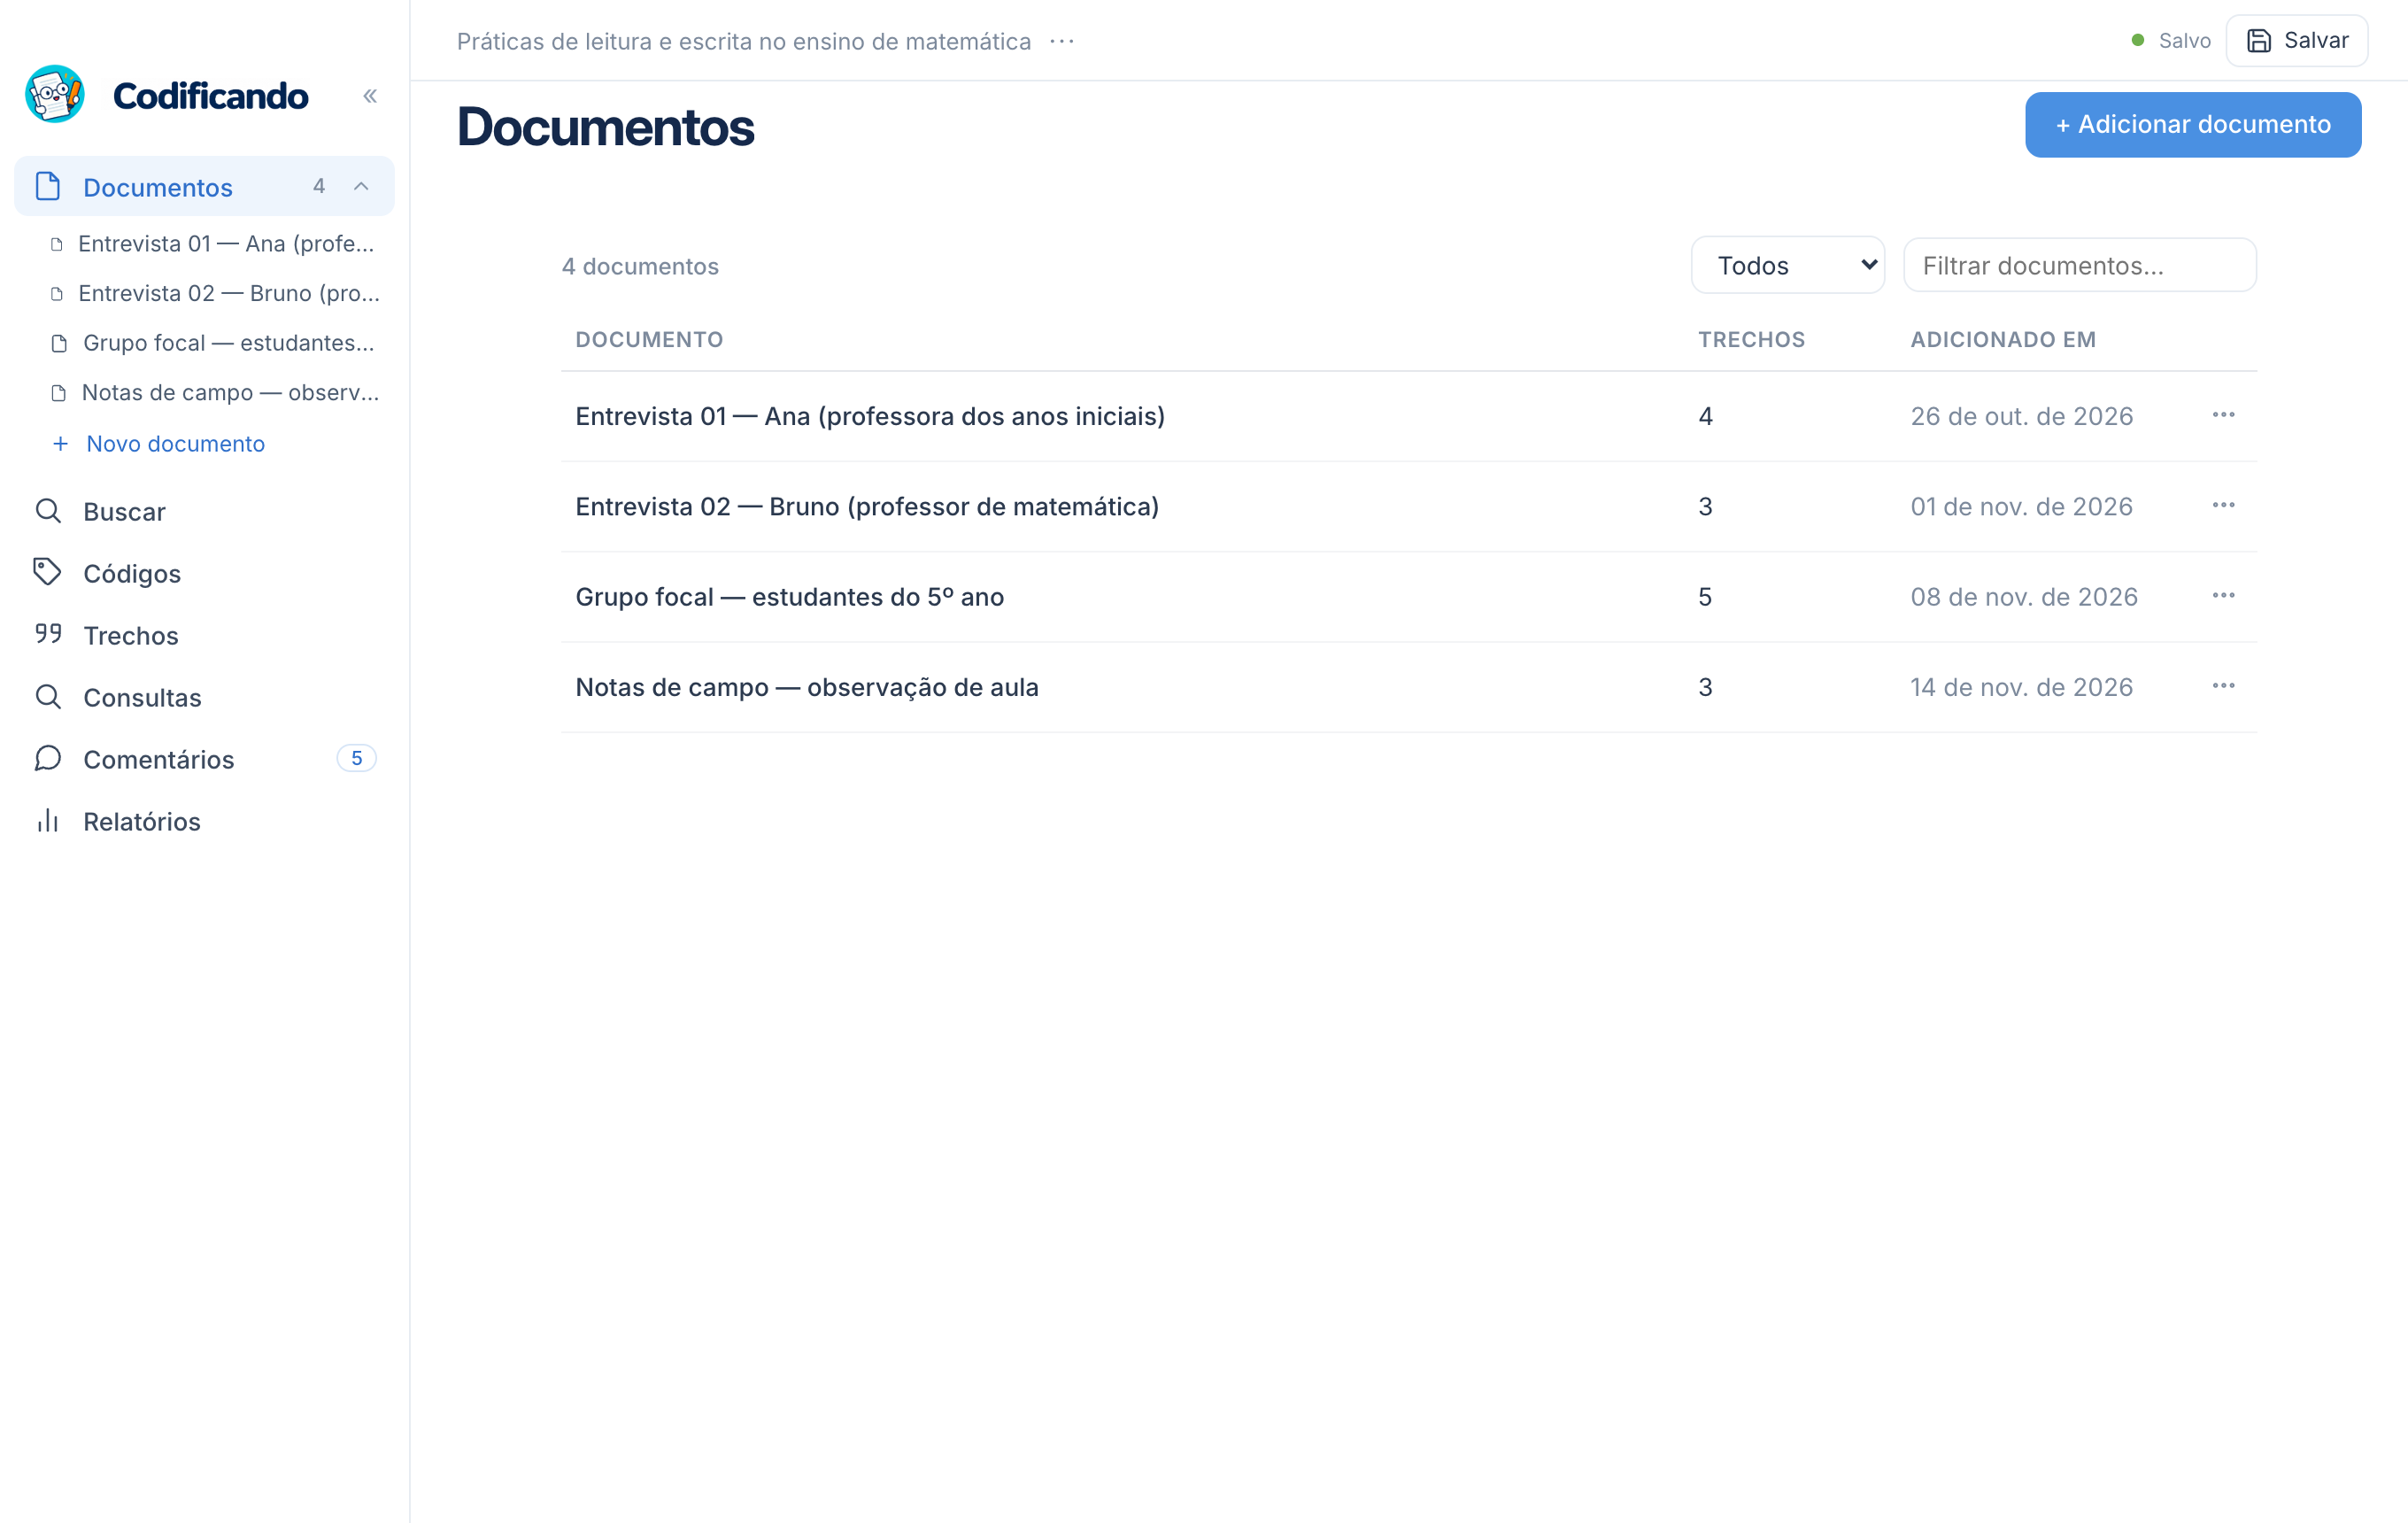 Codificando
«
Documentos 4
Entrevista 01 — Ana (profe...
Entrevista 02 — Bruno (pro...
Grupo focal — estudantes...
Notas de campo — observ...
+ Novo documento
Buscar
Códigos
Trechos
Consultas
Comentários 5
Relatórios
Práticas de leitura e escrita no ensino de matemática ···
Salvo Salvar
Documentos
+ Adicionar documento
4 documentos
Todos Filtrar documentos...
DOCUMENTO TRECHOS ADICIONADO EM
Entrevista 01 — Ana (professora dos anos iniciais) 4 26 de out. de 2026
Entrevista 02 — Bruno (professor de matemática) 3 01 de nov. de 2026
Grupo focal — estudantes do 5º ano 5 08 de nov. de 2026
Notas de campo — observação de aula 3 14 de nov. de 2026